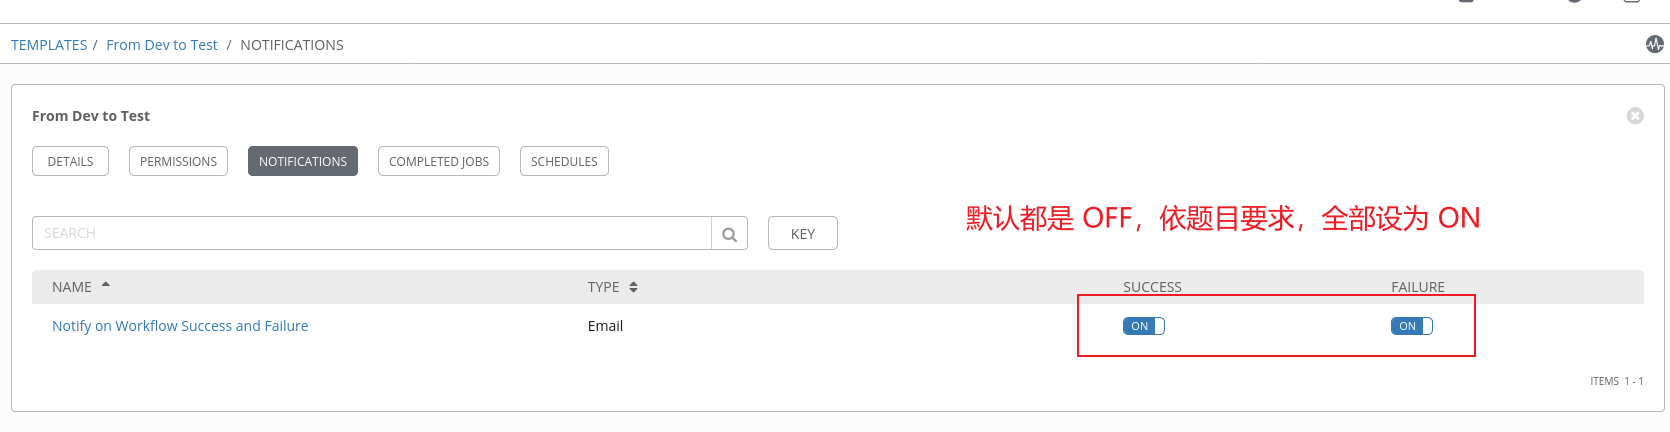 TEMPLATES / From Dev to Test / NOTIFICATIONS
From Dev to Test
DETAILS PERMISSIONS NOTIFICATIONS COMPLETED JOBS SCHEDULES
默认都是 OFF，依题目要求，全部设为 ON
SEARCH KEY
NAME TYPE SUCCESS FAILURE
Notify on Workflow Success and Failure Email ON ON
ITEMS 1 - 1